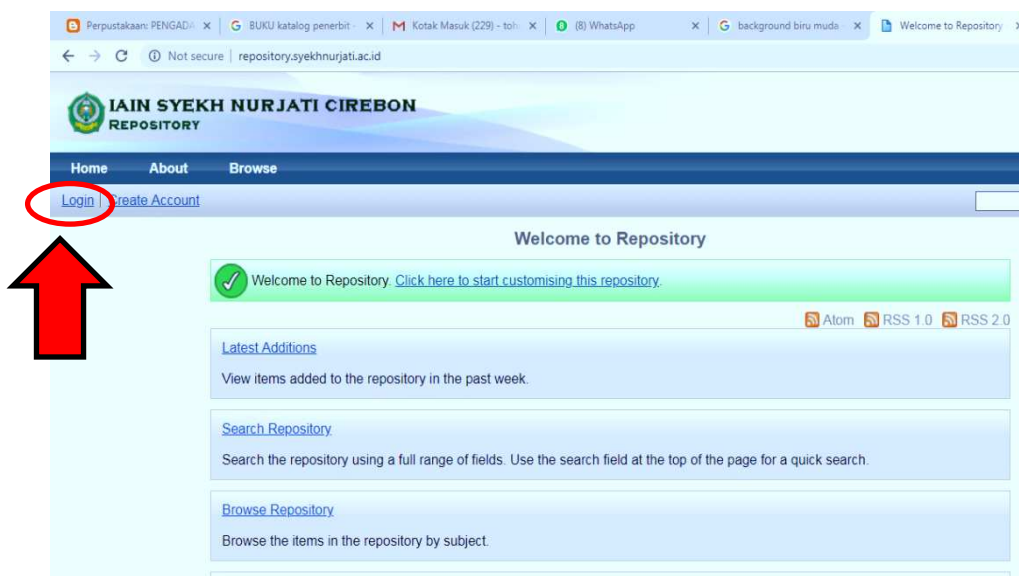 Perpustakaan: PENGADA
BUKU katalog penerbit -
Kotak Masuk (229) - toh
(8) WhatsApp
background biru muda -
Welcome to Repository
Not secure | repository.syekhnurjati.ac.id
IAIN SYEKH NURJATI CIREBON
REPOSITORY
Home About Browse
Login | Create Account
Welcome to Repository
Welcome to Repository. Click here to start customising this repository.
Atom RSS 1.0 RSS 2.0
Latest Additions
View items added to the repository in the past week.
Search Repository
Search the repository using a full range of fields. Use the search field at the top of the page for a quick search.
Browse Repository
Browse the items in the repository by subject.